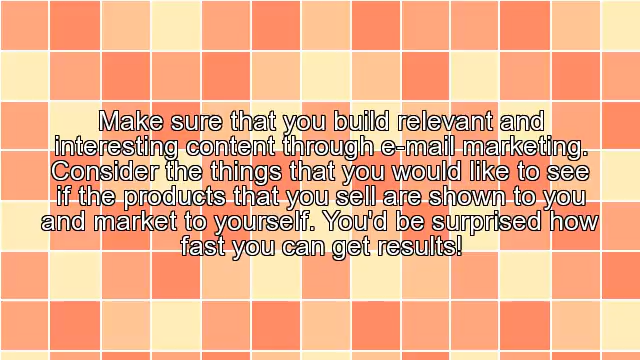 Make sure that you build relevant and
interesting content through e-mail marketing.
Consider the things that you would like to see
if the products that you sell are shown to you
and market to yourself. You'd be surprised how
fast you can get results!